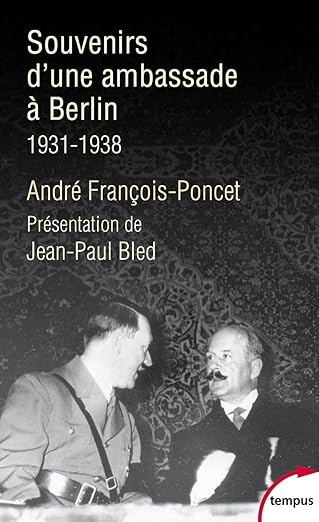 Souvenirs
d'une ambassade
à Berlin
1931-1938
André François-Poncet
Présentation de
Jean-Paul Bled
tempus